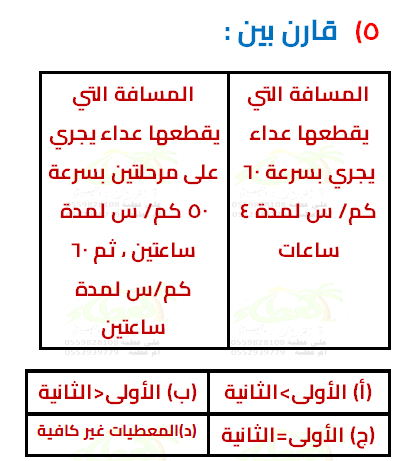 ٥) قارن بين :
المسافة التي
يقطعها عداء
يجري بسرعة ٦٠
كم/ س لمدة ٤
ساعات
المسافة التي
يقطعها عداء يجري
على مرحلتين بسرعة
٥٠ كم/ س لمدة
ساعتين ، ثم ٦٠
كم/س لمدة
ساعتين
(أ) الأولى>الثانية
(ب) الأولى<الثانية
(ج) الأولى=الثانية
(د)المعطيات غير كافية